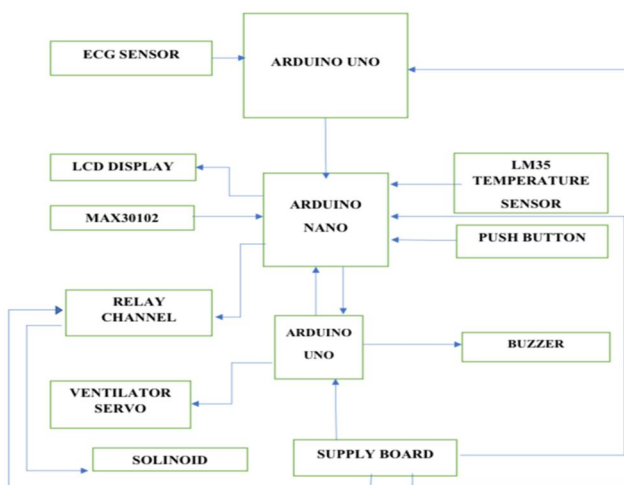 ECG SENSOR
ARDUINO UNO
LCD DISPLAY
MAX30102
ARDUINO
NANO
LM35
TEMPERATURE
SENSOR
PUSH BUTTON
RELAY
CHANNEL
ARDUINO
UNO
BUZZER
VENTILATOR
SERVO
SOLINOID
SUPPLY BOARD